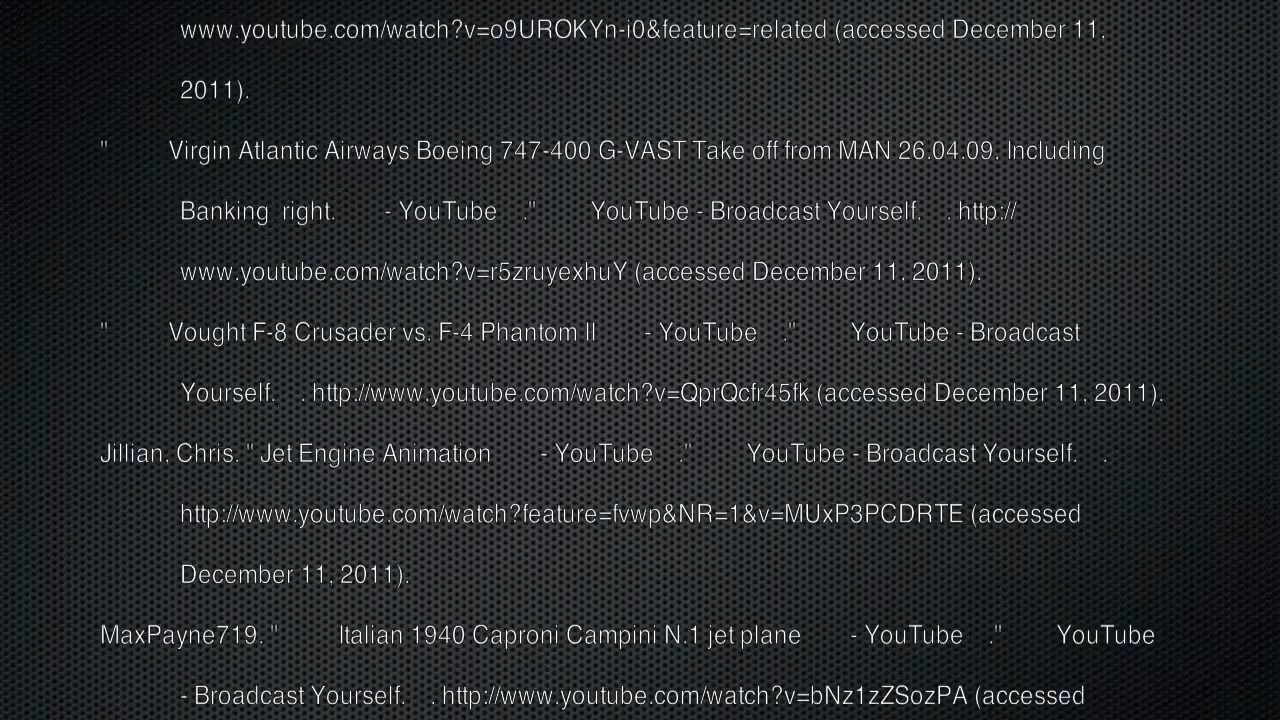 www.youtube.com/watch?v=o9UROKYn-i0&feature=related (accessed December 11,
2011).
" Virgin Atlantic Airways Boeing 747-400 G-VAST Take off from MAN 26.04.09. Including
Banking right. - YouTube ." YouTube - Broadcast Yourself. . http://
www.youtube.com/watch?v=r5zruyexhuY (accessed December 11, 2011).
" Vought F-8 Crusader vs. F-4 Phantom II - YouTube ." YouTube - Broadcast
Yourself. . http://www.youtube.com/watch?v=QprQcfr45fk (accessed December 11, 2011).
Jillian, Chris. " Jet Engine Animation - YouTube ." YouTube - Broadcast Yourself. .
http://www.youtube.com/watch?feature=fvwp&NR=1&v=MUxP3PCDRTE (accessed
December 11, 2011).
MaxPayne719. " Italian 1940 Caproni Campini N.1 jet plane - YouTube ." YouTube
- Broadcast Yourself. . http://www.youtube.com/watch?v=bNz1zZSozPA (accessed